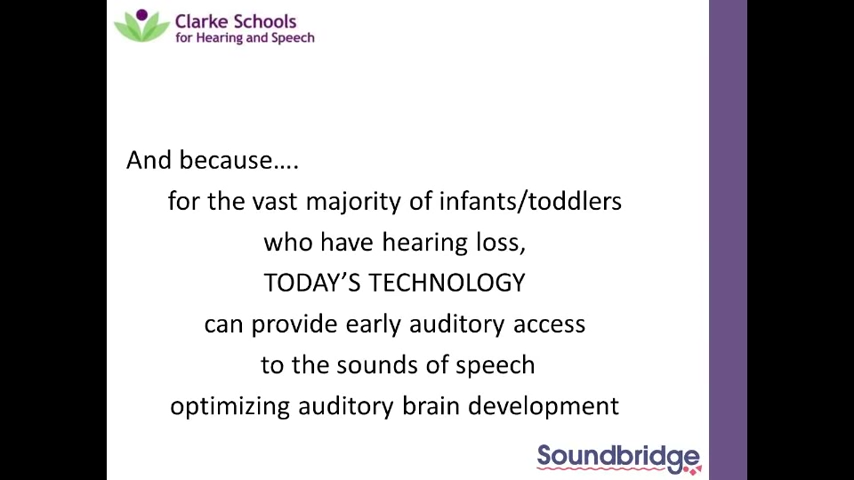 Clarke Schools
for Hearing and Speech
And because....
for the vast majority of infants/toddlers
who have hearing loss,
TODAY'S TECHNOLOGY
can provide early auditory access
to the sounds of speech
optimizing auditory brain development
Soundbridge